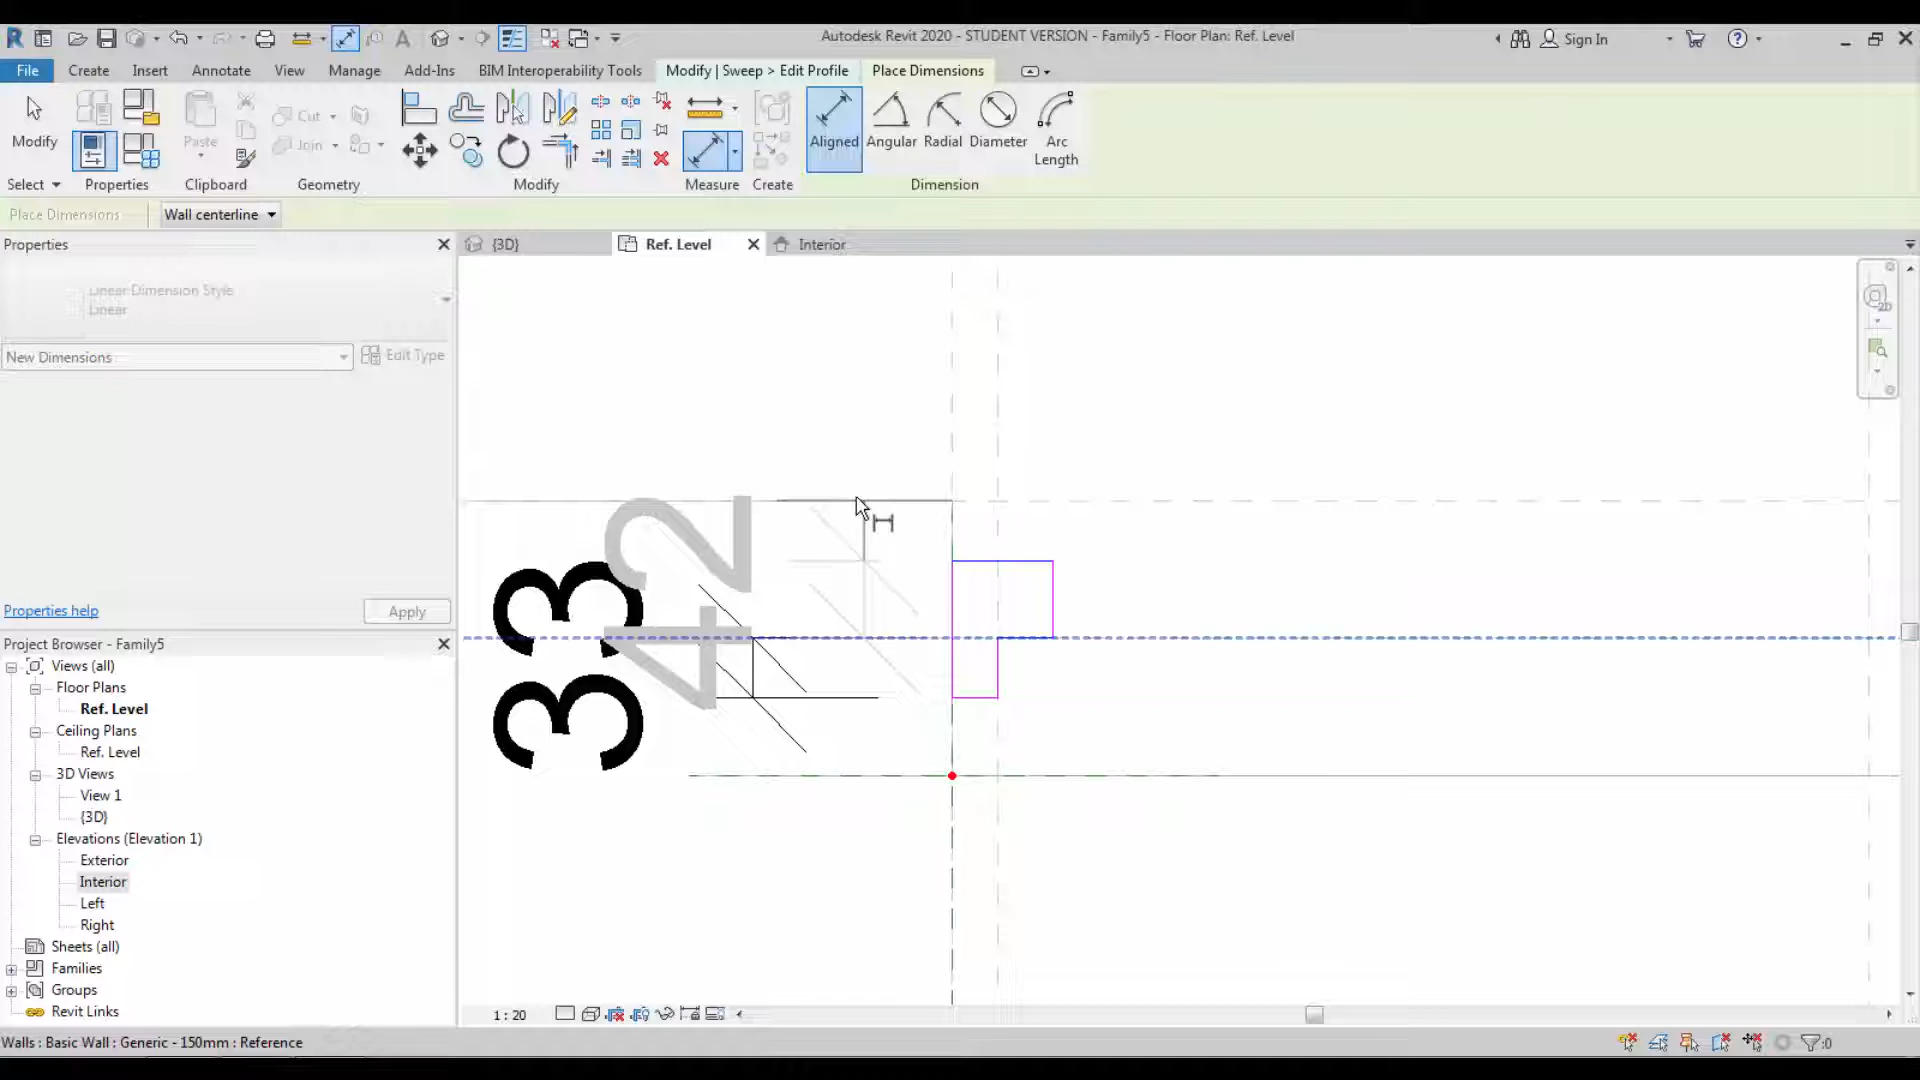 Autodesk Revit 2020 - STUDENT VERSION - Family5 - Floor Plan: Ref. Level
Sign In
File
Create
Insert
Annotate
View
Manage
Add-Ins
BIM Interoperability Tools
Modify | Sweep > Edit Profile
Place Dimensions
Modify
Paste
Cut
Join
Aligned
Angular
Radial
Diameter
Arc
Length
Select
Properties
Clipboard
Geometry
Modify
Measure
Create
Dimension
Place Dimensions
Wall centerline
Properties
{3D}
Ref. Level
Interior
Linear Dimension Style
Linear
2D
New Dimensions
Edit Type
Properties help
Apply
33
42
Project Browser - Family5
Views (all)
Floor Plans
Ref. Level
Ceiling Plans
Ref. Level
3D Views
View 1
{3D}
Elevations (Elevation 1)
Exterior
Interior
Left
Right
Sheets (all)
Families
Groups
Revit Links
1 : 20
Walls : Basic Wall : Generic - 150mm : Reference
:0